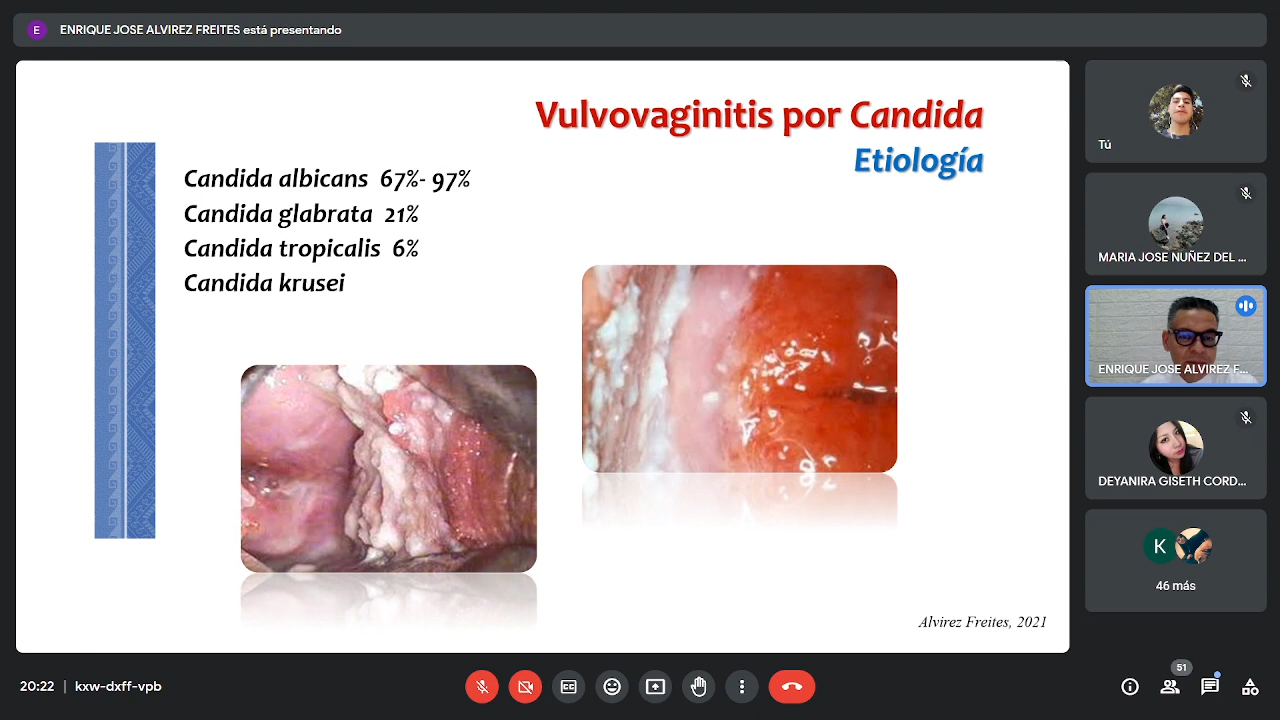 E
ENRIQUE JOSE ALVIREZ FREITES está presentando
Vulvovaginitis por Candida
Etiología
Candida albicans 67%- 97%
Candida glabrata 21%
Candida tropicalis 6%
Candida krusei
Alvirez Freites, 2021
Tú
MARIA JOSE NUÑEZ DEL ...
ENRIQUE JOSE ALVIREZ F...
DEYANIRA GISETH CORD...
K
46 más
20:22 | kxw-dxff-vpb
51